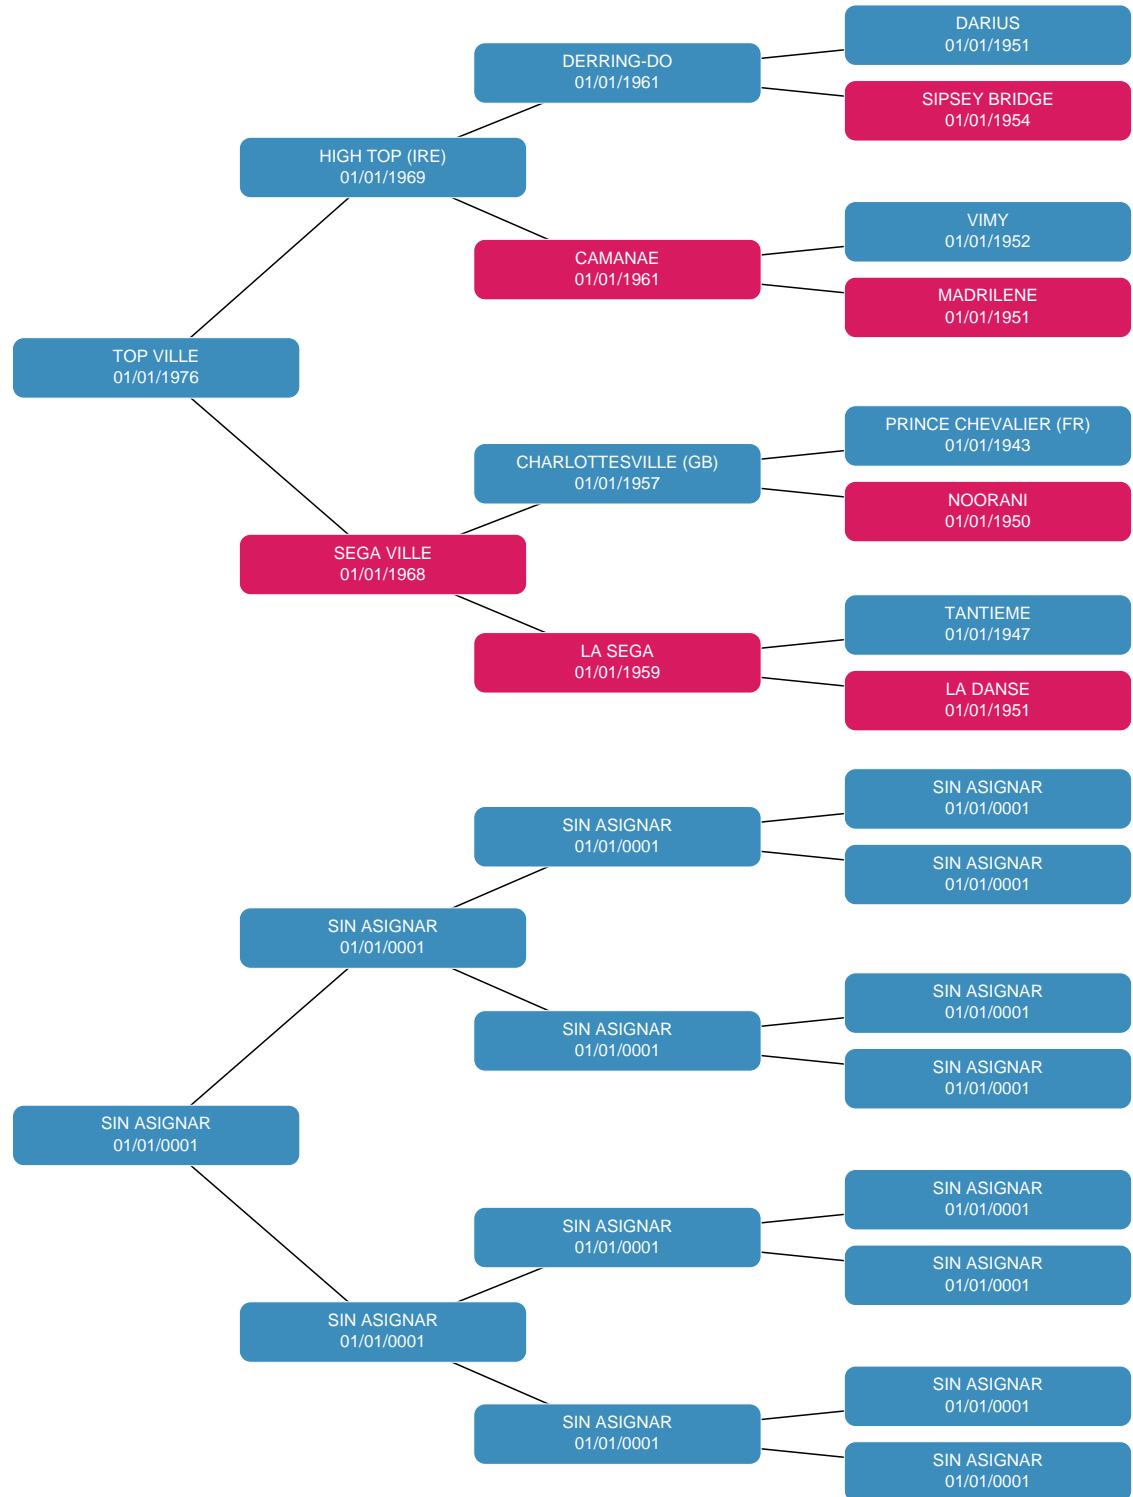 DARIUS
01/01/1951
DERRING-DO
01/01/1961
SIPSEY BRIDGE
01/01/1954
HIGH TOP (IRE)
01/01/1969
VIMY
01/01/1952
CAMANAE
01/01/1961
MADRILENE
01/01/1951
TOP VILLE
01/01/1976
PRINCE CHEVALIER (FR)
01/01/1943
CHARLOTTESVILLE (GB)
01/01/1957
NOORANI
01/01/1950
SEGA VILLE
01/01/1968
TANTIEME
01/01/1947
LA SEGA
01/01/1959
LA DANSE
01/01/1951
SIN ASIGNAR
01/01/0001
SIN ASIGNAR
01/01/0001
SIN ASIGNAR
01/01/0001
SIN ASIGNAR
01/01/0001
SIN ASIGNAR
01/01/0001
SIN ASIGNAR
01/01/0001
SIN ASIGNAR
01/01/0001
SIN ASIGNAR
01/01/0001
SIN ASIGNAR
01/01/0001
SIN ASIGNAR
01/01/0001
SIN ASIGNAR
01/01/0001
SIN ASIGNAR
01/01/0001
SIN ASIGNAR
01/01/0001
SIN ASIGNAR
01/01/0001
SIN ASIGNAR
01/01/0001